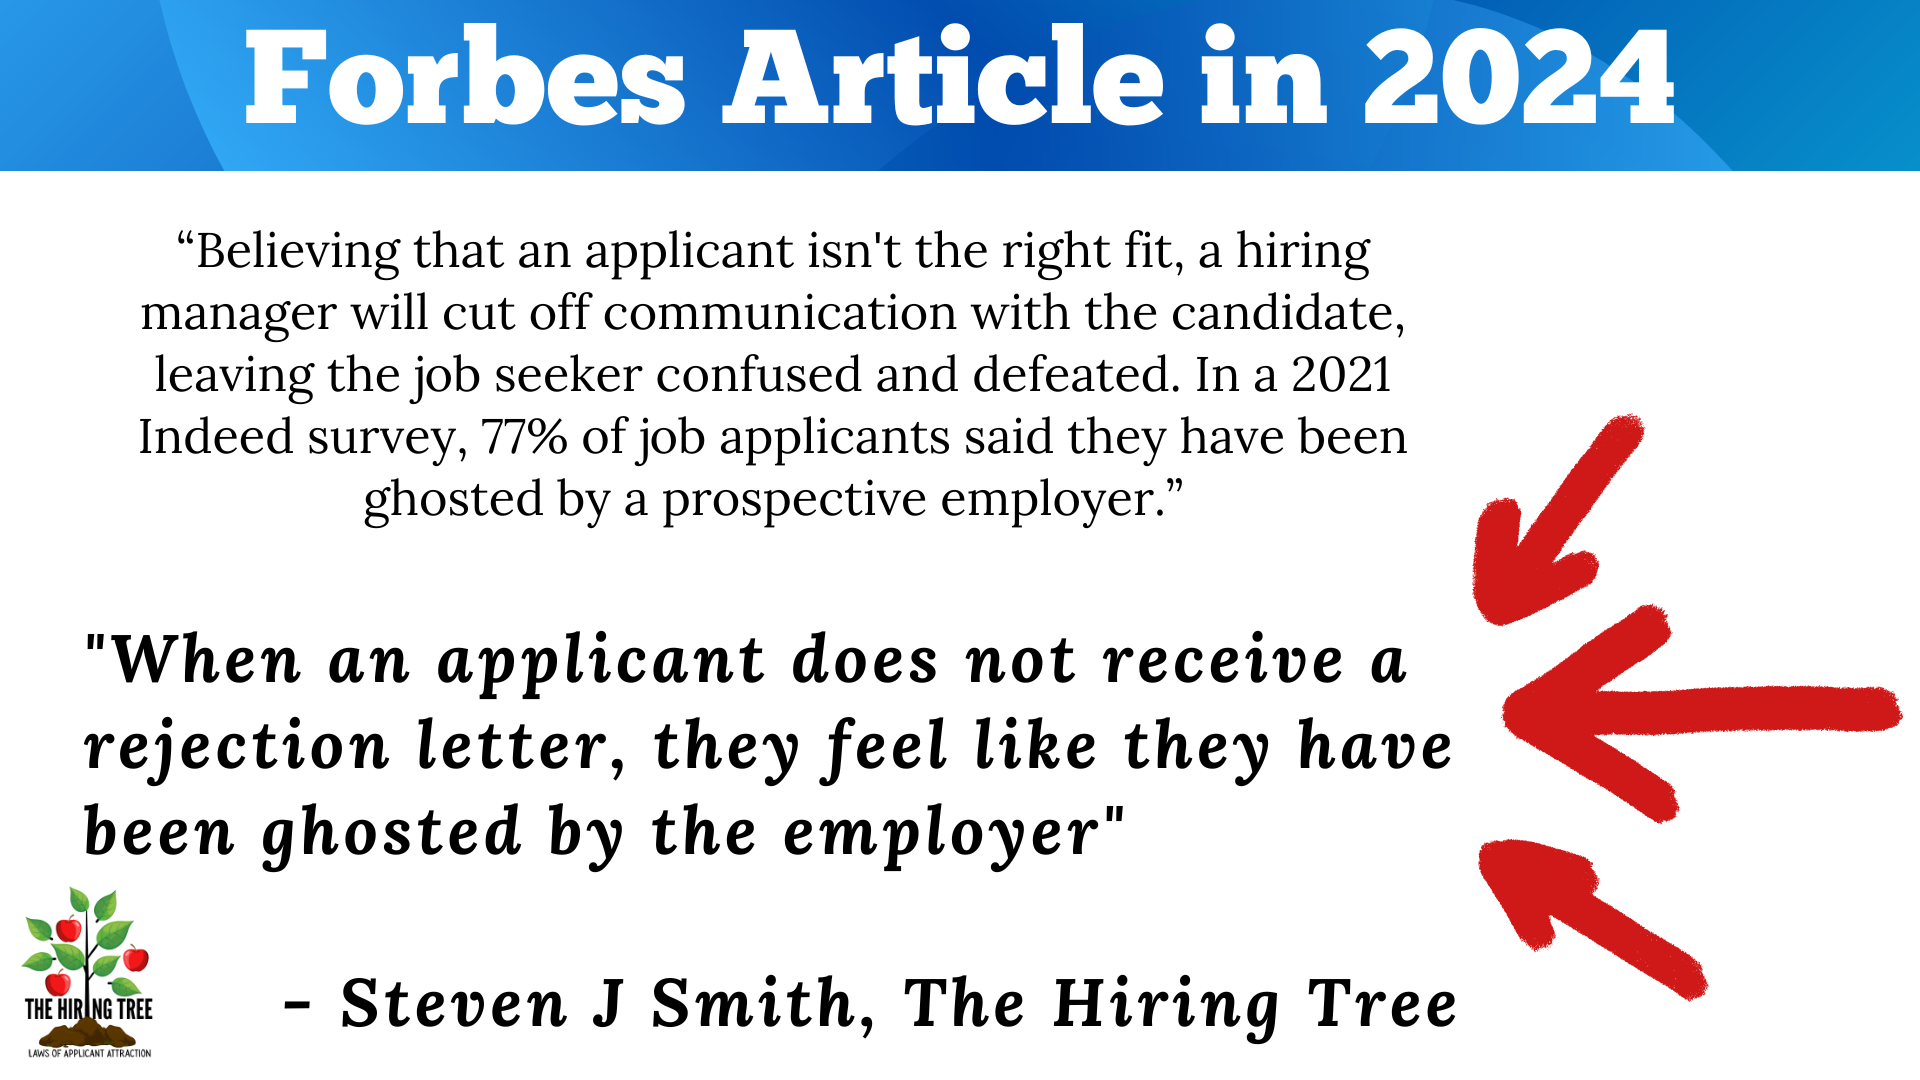 Forbes Article in 2024
“Believing that an applicant isn't the right fit, a hiring
manager will cut off communication with the candidate,
leaving the job seeker confused and defeated. In a 2021
Indeed survey, 77% of job applicants said they have been
ghosted by a prospective employer.”
"When an applicant does not receive a
rejection letter, they feel like they have
been ghosted by the employer"
- Steven J Smith, The Hiring Tree
THE HIRING TREE
LAWS OF APPLICANT ATTRACTION